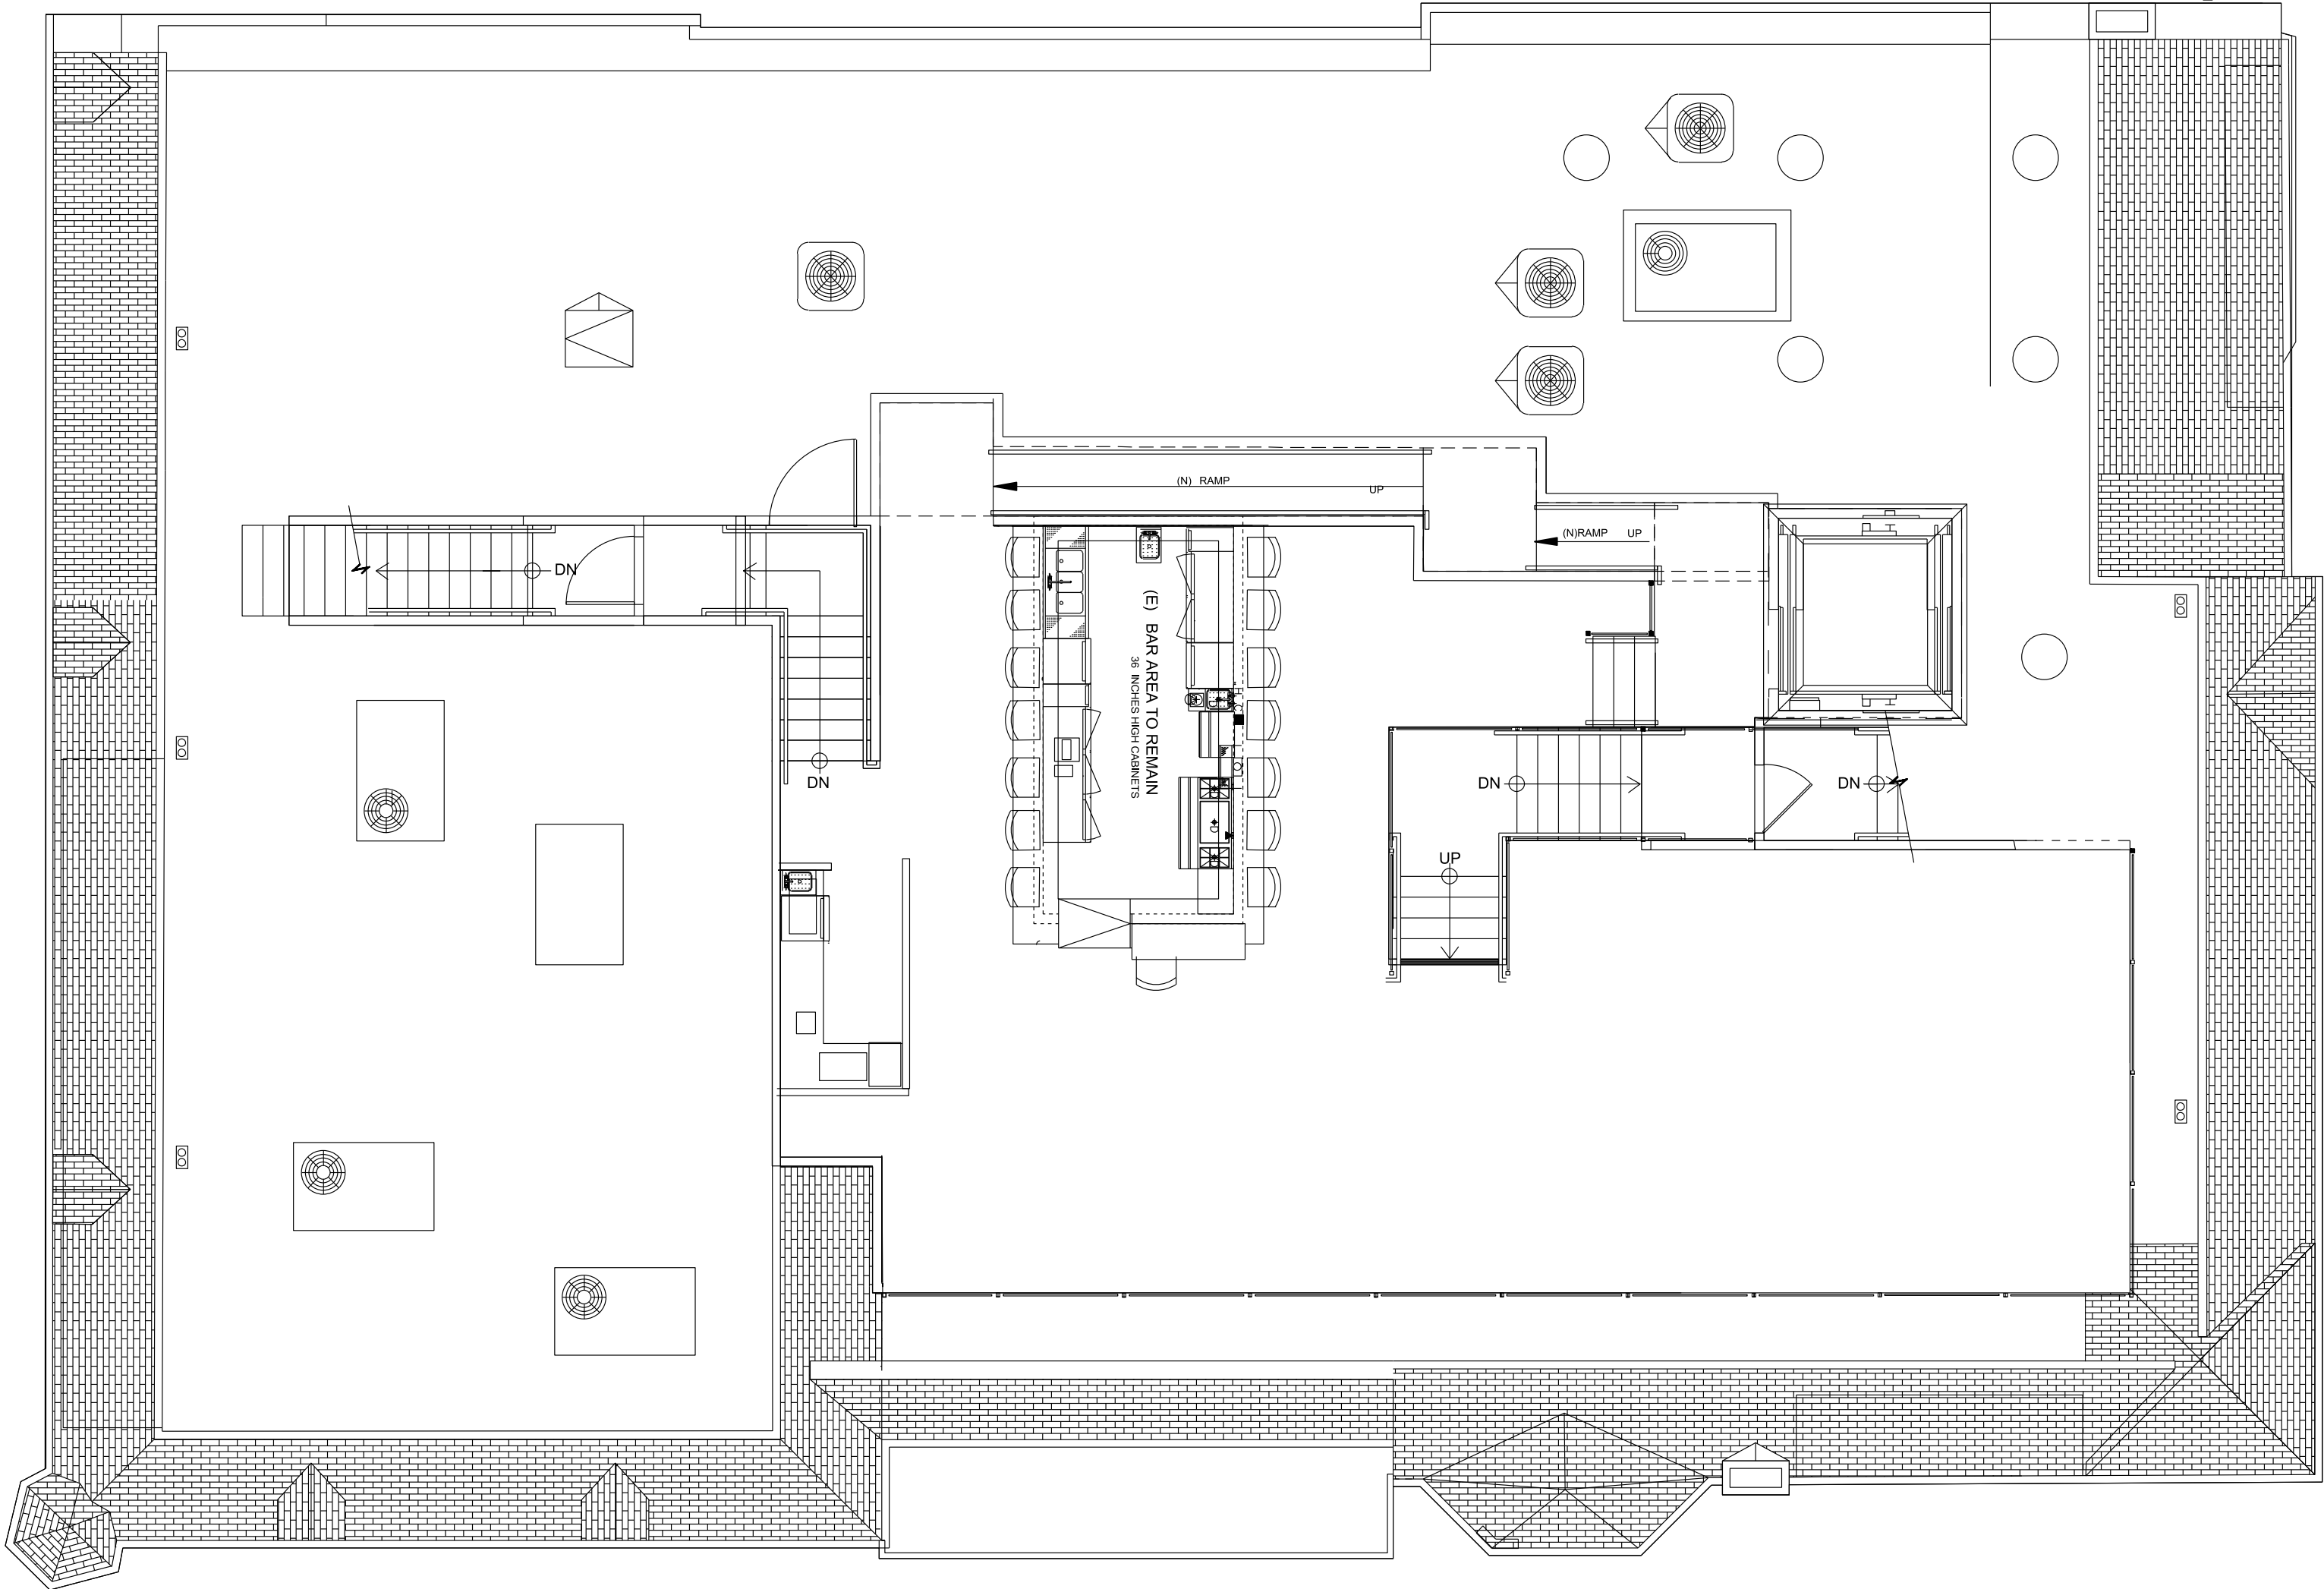 (N) RAMP
UP
(N)RAMP UP
DN
DN
(E) BAR AREA TO REMAIN
36 INCHES HIGH CABINETS
DN
DN
UP